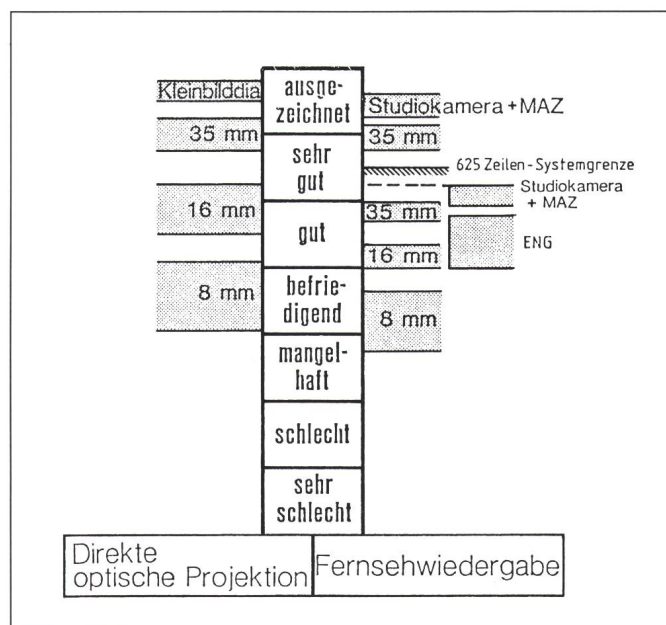 Kleinbilddia
35 mm
16 mm
8 mm
ausge-
zeichnet
sehr
gut
gut
befrie-
digend
mangel-
haft
schlecht
sehr
schlecht
Studiokamera + MAZ
35 mm
625 Zeilen-Systemgrenze
Studiokamera
+ MAZ
35 mm
ENG
16 mm
8 mm
Direkte
optische Projektion
Fernsehwiedergabe